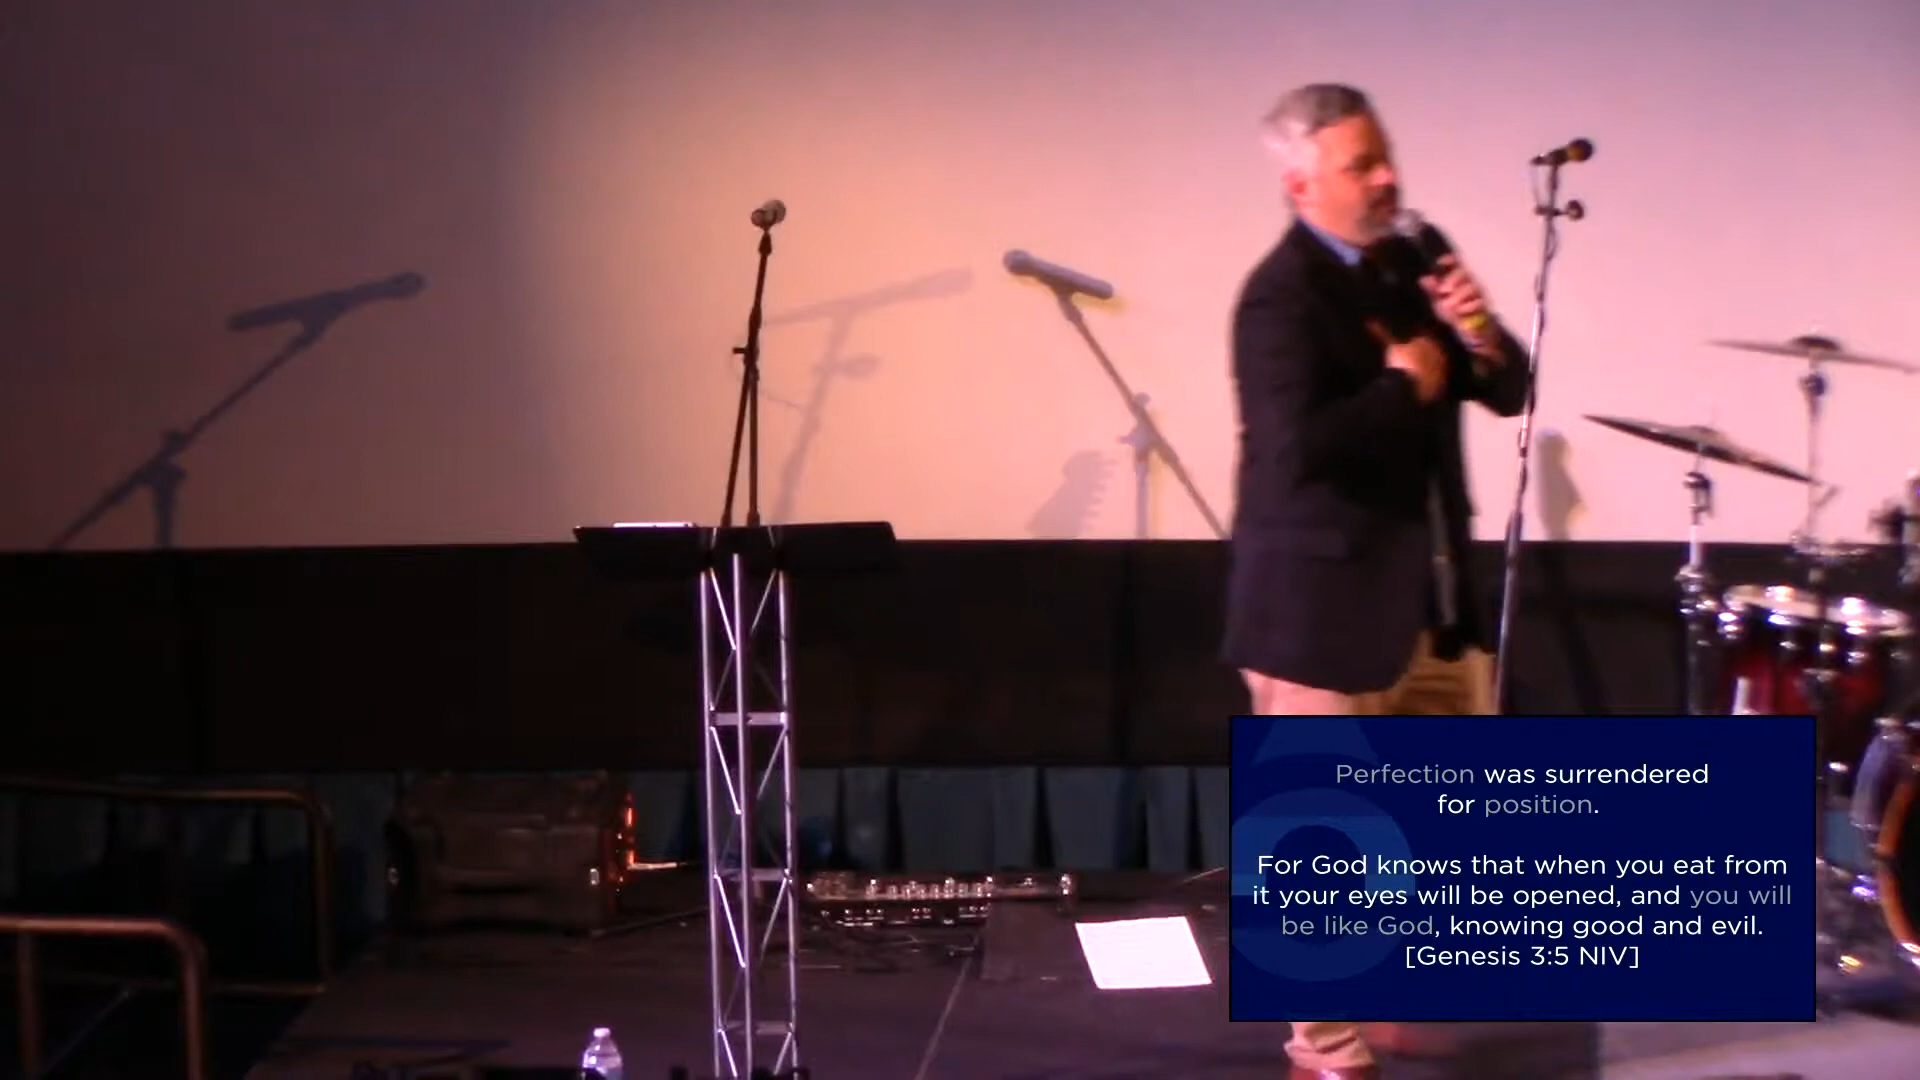 Perfection was surrendered
for position.
For God knows that when you eat from
it your eyes will be opened, and you will
be like God, knowing good and evil.
[Genesis 3:5 NIV]